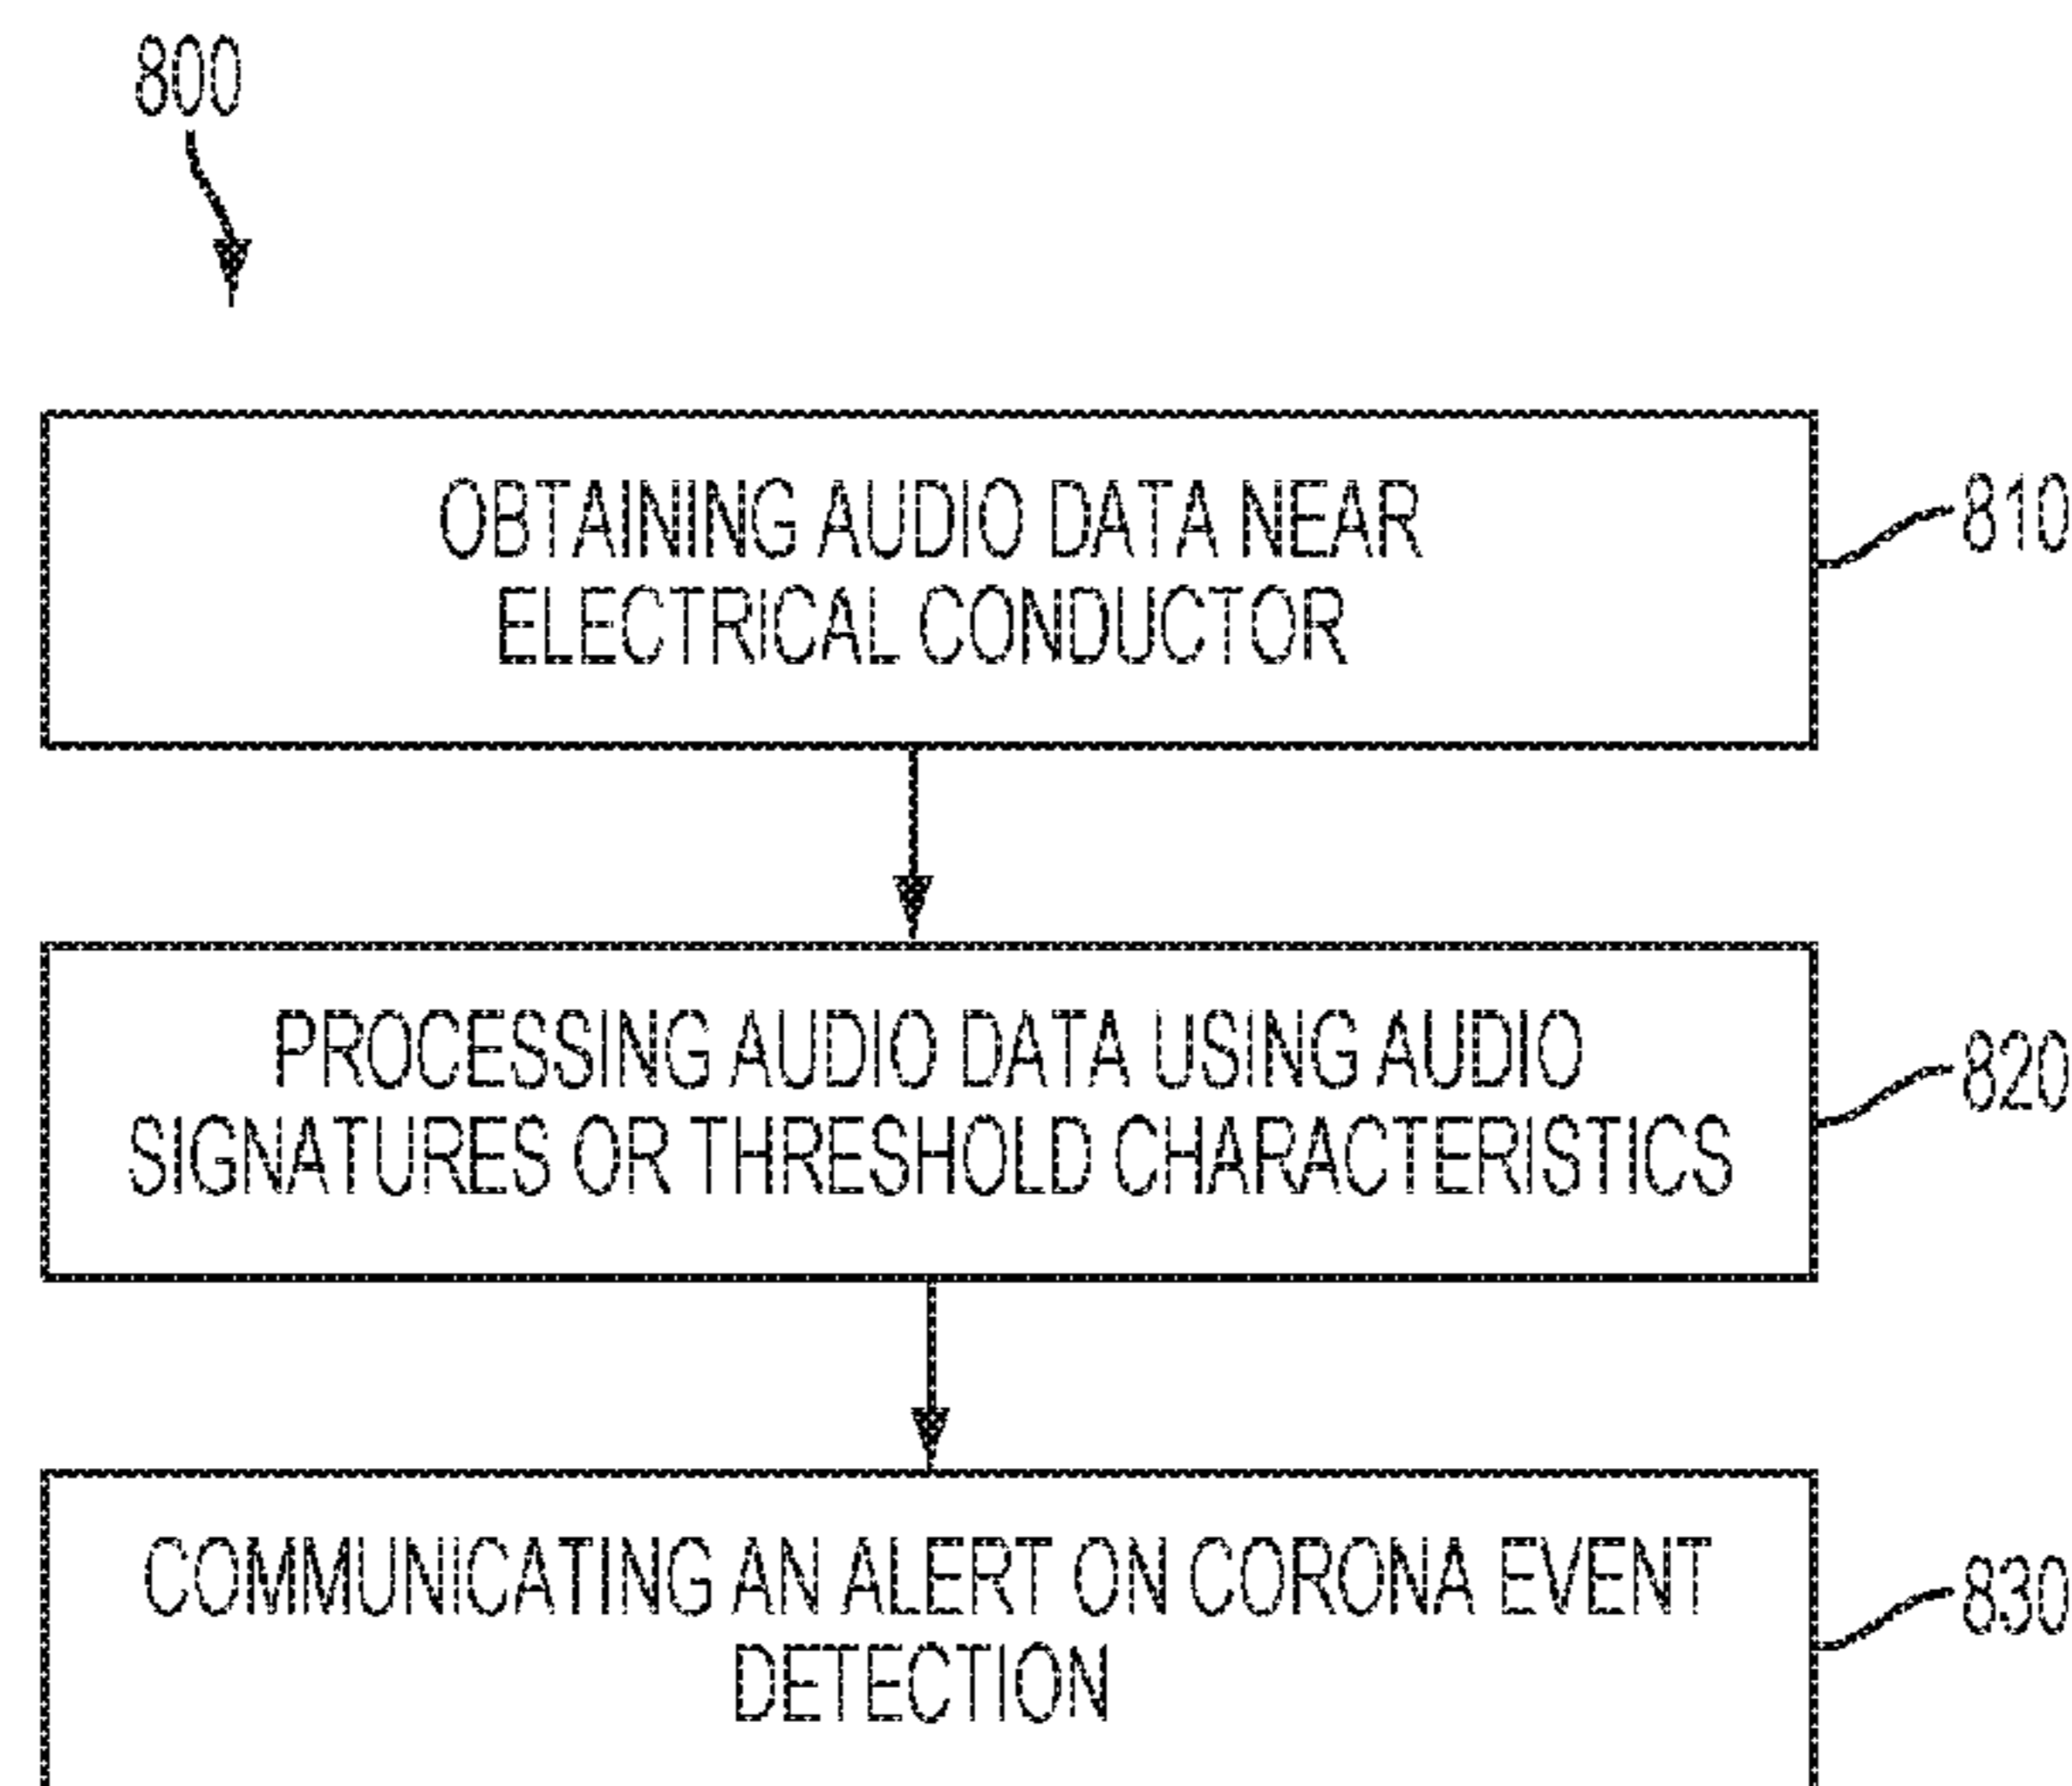 800
OBTAINING AUDIO DATA NEAR
ELECTRICAL CONDUCTOR
810
PROCESSING AUDIO DATA USING AUDIO
SIGNATURES OR THRESHOLD CHARACTERISTICS
820
COMMUNICATING AN ALERT ON CORONA EVENT
DETECTION
830